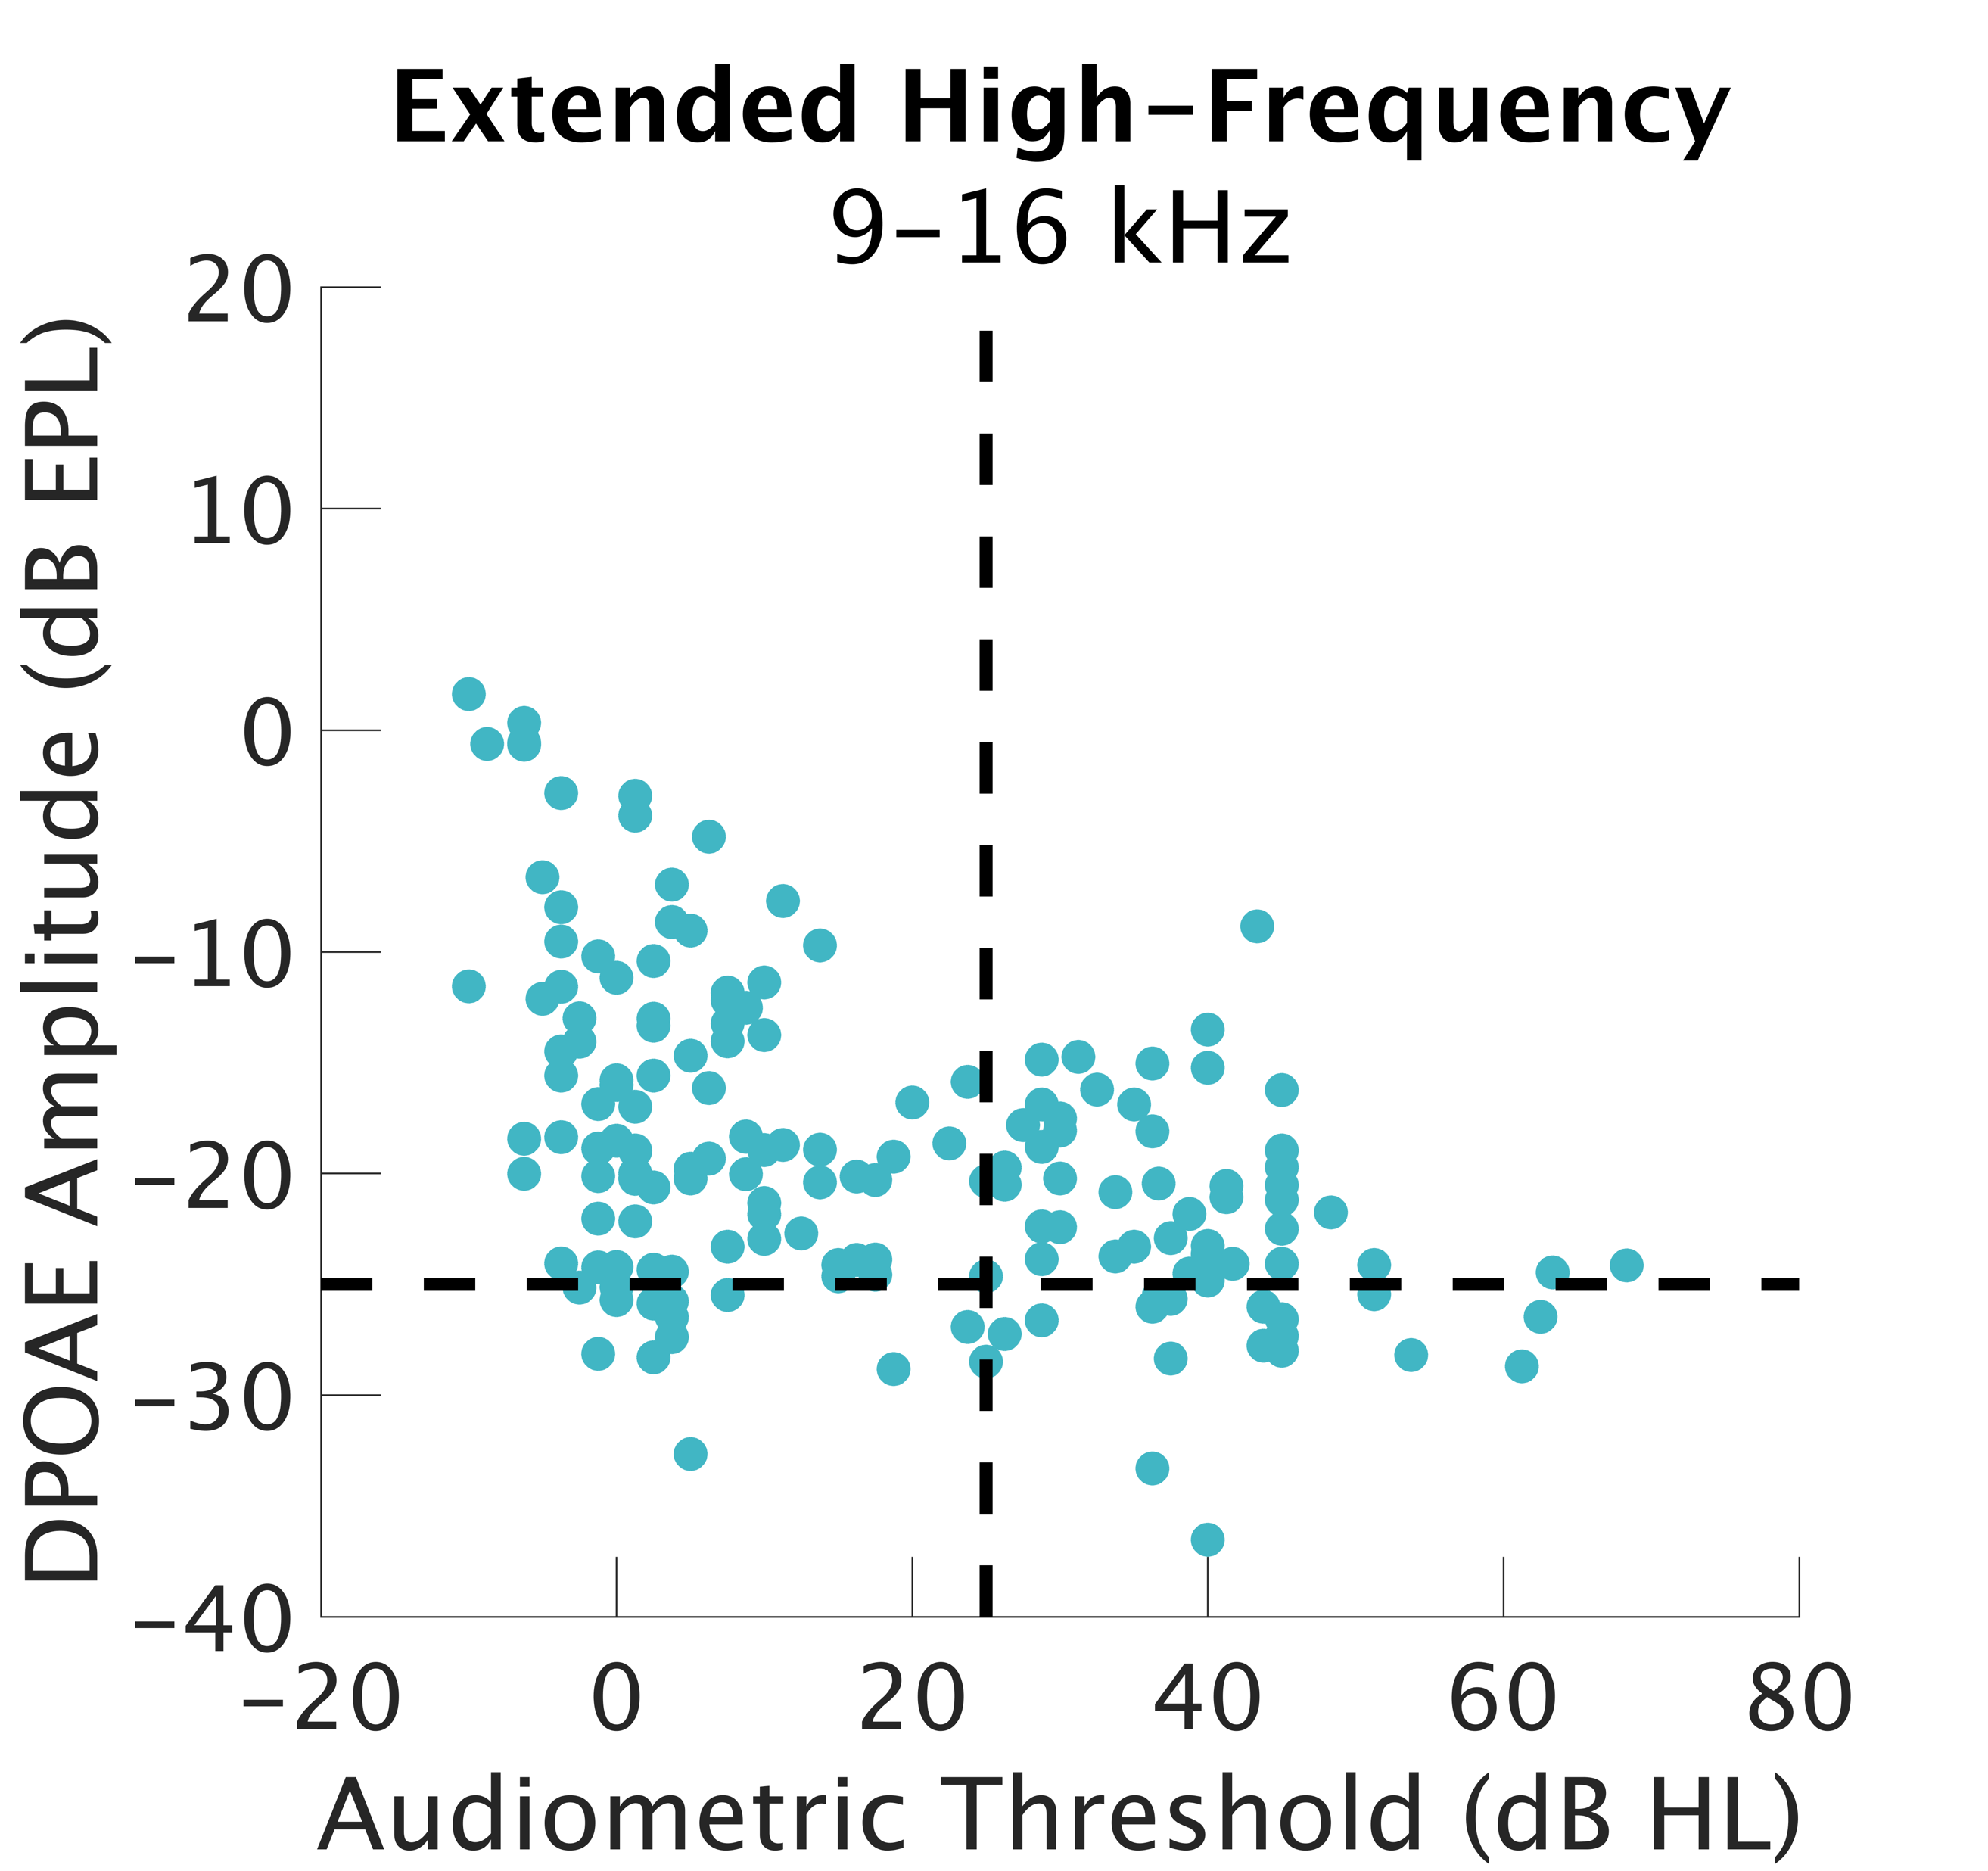 Extended High–Frequency
9–16 kHz
20
10
0
–10
–20
–30
–40
DPOAE Amplitude (dB EPL)
–20 0 20 40 60 80
Audiometric Threshold (dB HL)